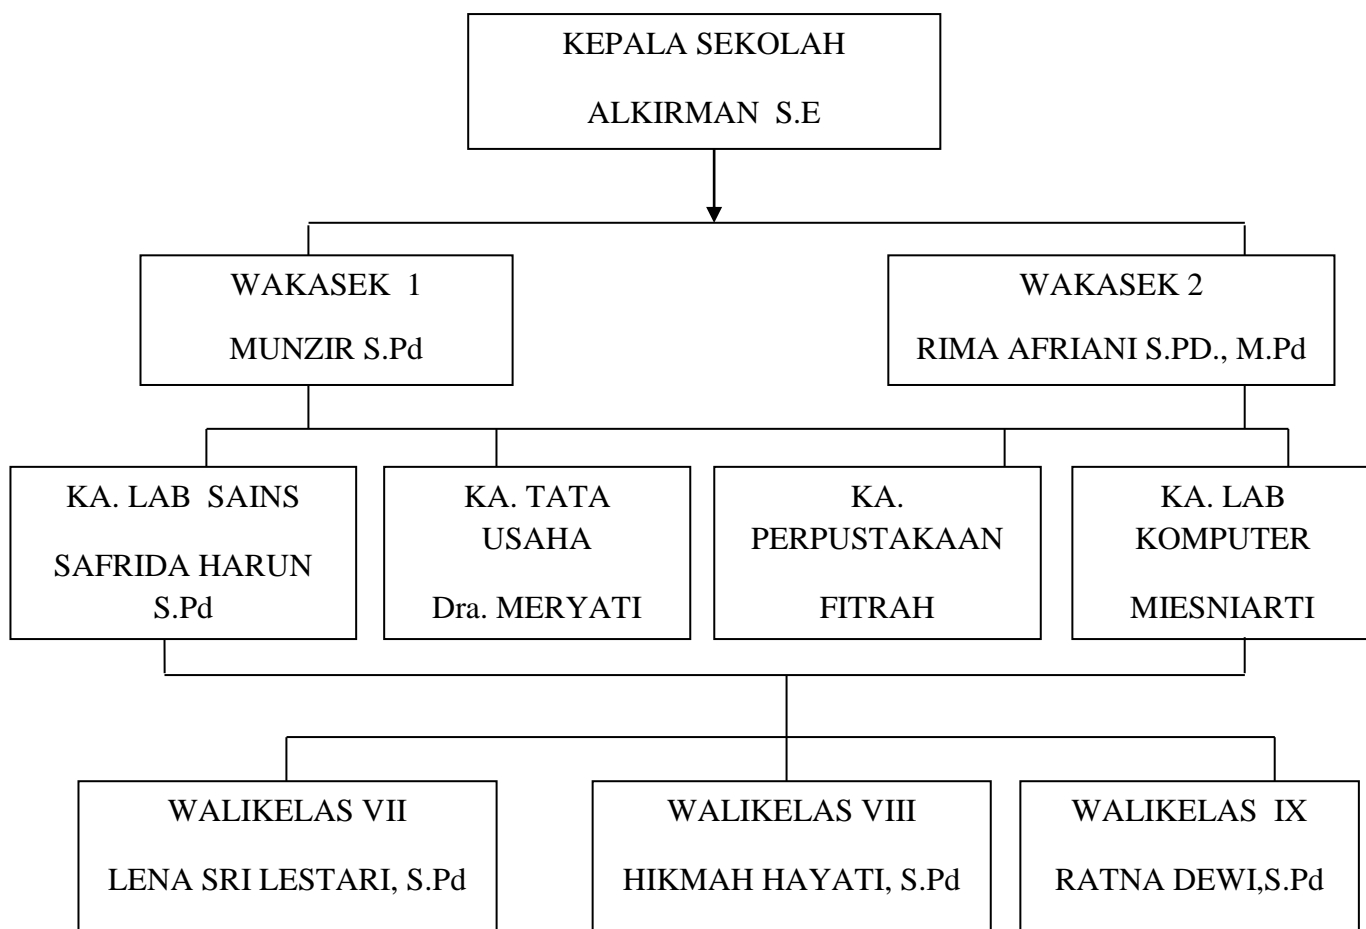 KEPALA SEKOLAH
ALKIRMAN S.E
WAKASEK 1
MUNZIR S.Pd
WAKASEK 2
RIMA AFRIANI S.PD., M.Pd
KA. LAB SAINS
SAFRIDA HARUN
S.Pd
KA. TATA
USAHA
Dra. MERYATI
KA.
PERPUSTAKAAN
FITRAH
KA. LAB
KOMPUTER
MIESNIARTI
WALIKELAS VII
LENA SRI LESTARI, S.Pd
WALIKELAS VIII
HIKMAH HAYATI, S.Pd
WALIKELAS IX
RATNA DEWI,S.Pd